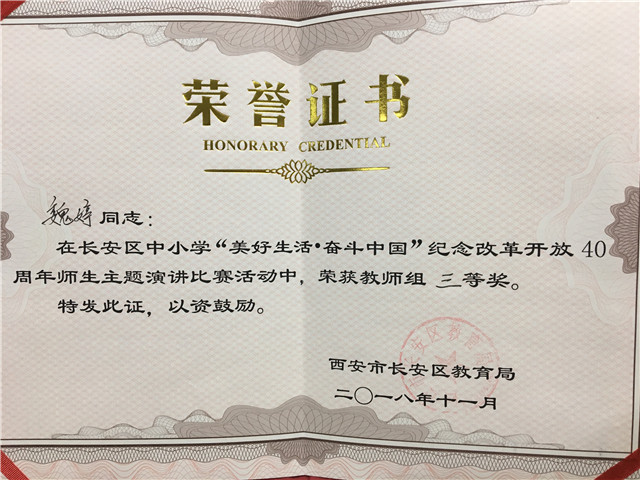 荣誉证书
HONORARY CREDENTIAL
魏婷同志：
在长安区中小学“美好生活·奋斗中国”纪念改革开放40
周年师生主题演讲比赛活动中，荣获教师组 三等奖。
特发此证，以资鼓励。
西安市长安区教育局
二〇一八年十一月